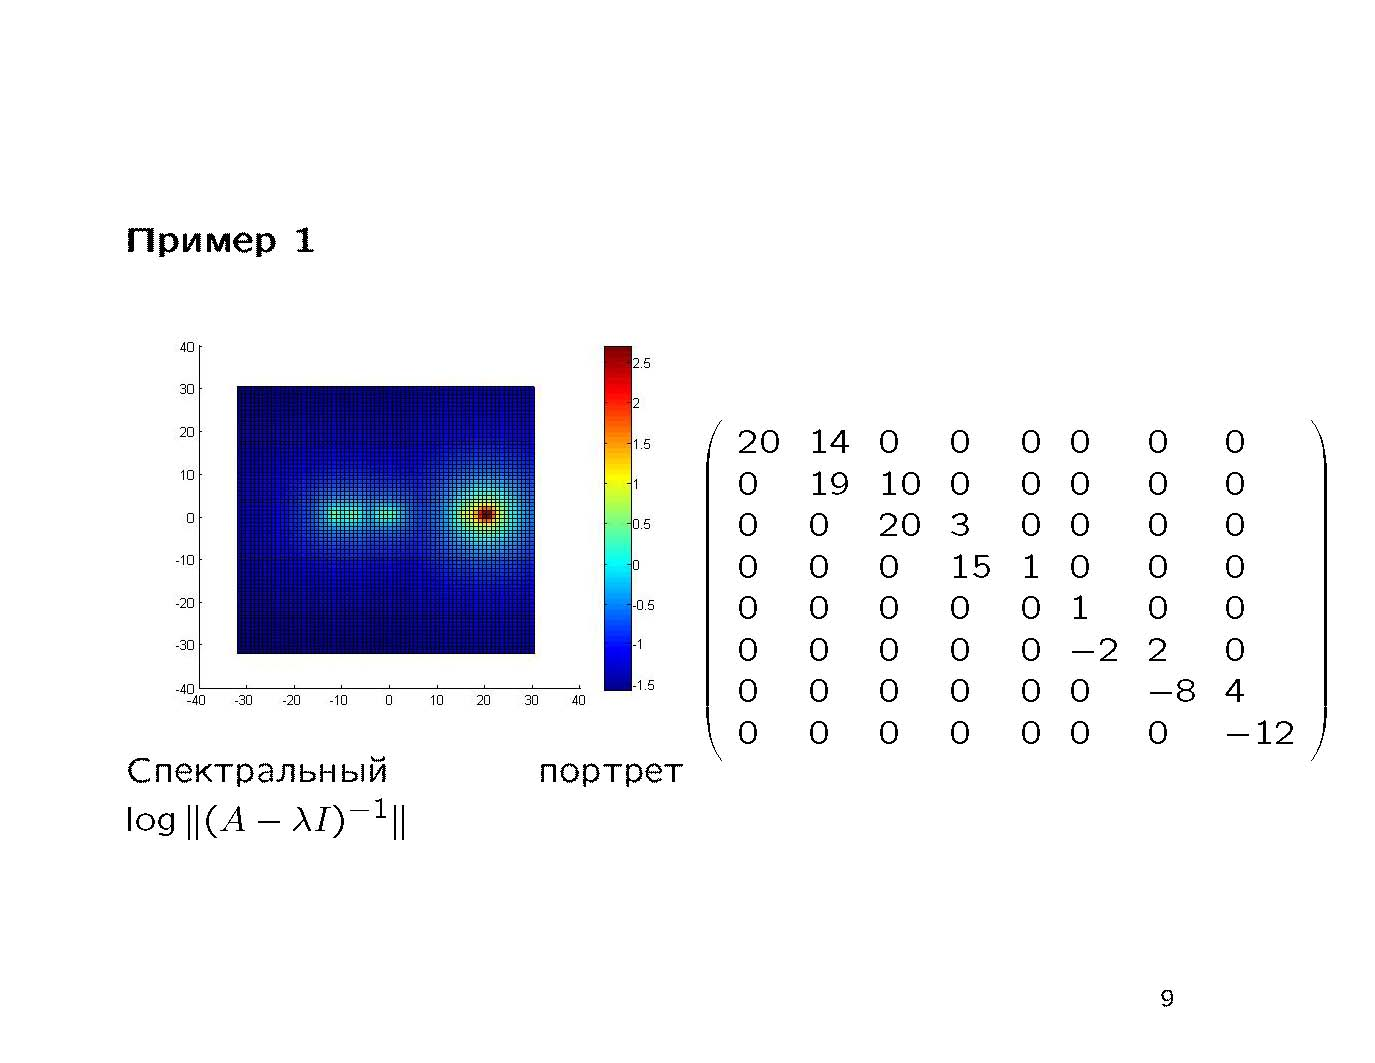 Пример 1
40
30
20
10
0
-10
-20
-30
-40
-40 -30 -20 -10 0 10 20 30 40
2.5
2
1.5
1
0.5
0
-0.5
-1
-1.5
20 14 0 0 0 0 0 0
0 19 10 0 0 0 0 0
0 0 20 3 0 0 0 0
0 0 0 15 1 0 0 0
0 0 0 0 0 1 0 0
0 0 0 0 0 −2 2 0
0 0 0 0 0 0 −8 4
0 0 0 0 0 0 0 −12
Спектральный портрет
log ‖(A − λI)⁻¹‖
9